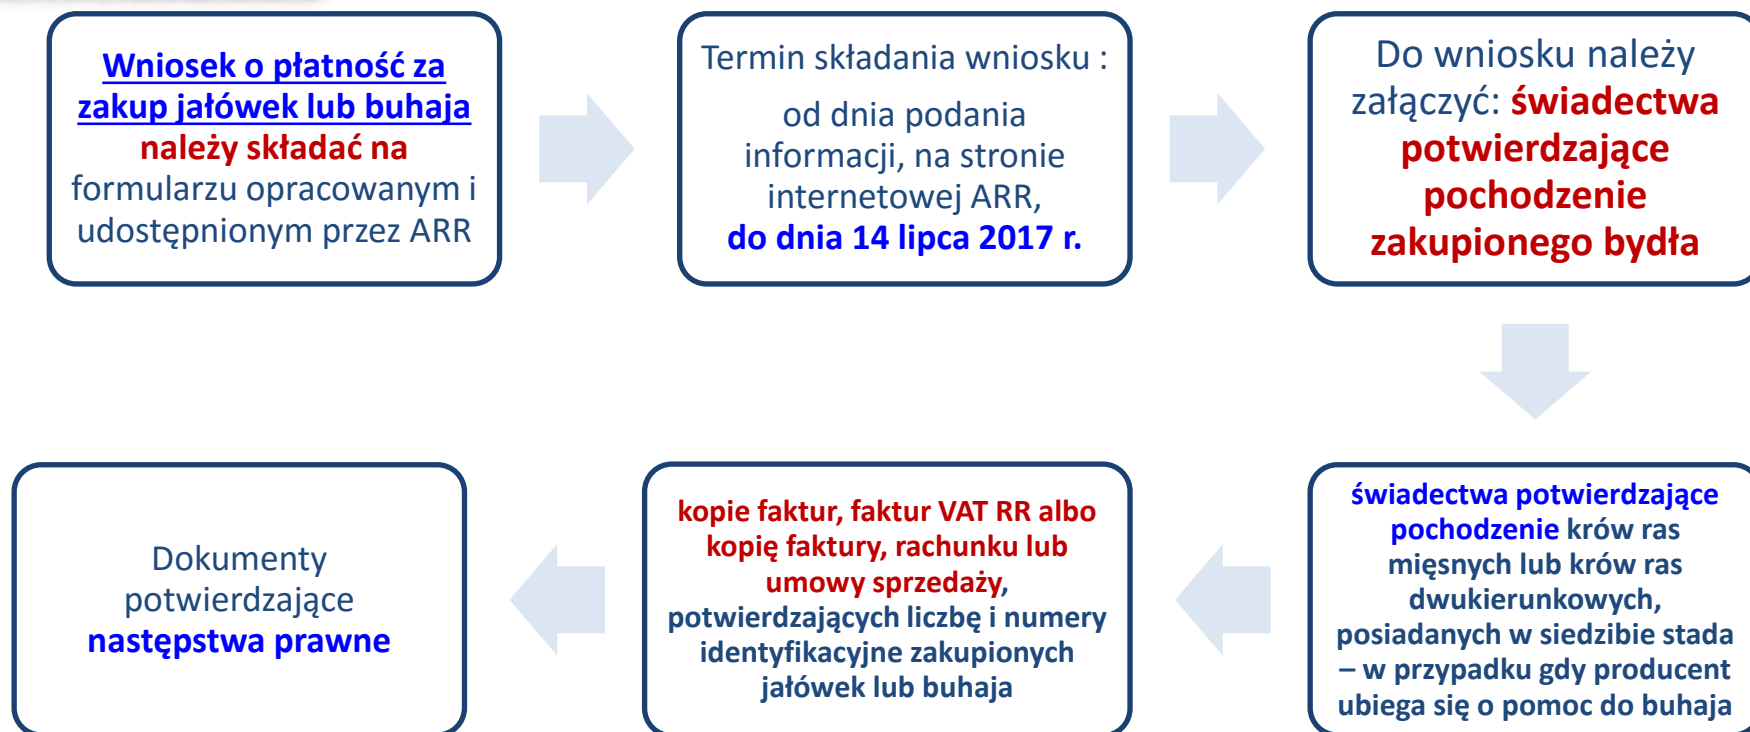 Wniosek o płatność za
zakup jałówek lub buhaja
należy składać na
formularzu opracowanym i
udostępnionym przez ARR
Termin składania wniosku :
od dnia podania
informacji, na stronie
internetowej ARR,
do dnia 14 lipca 2017 r.
Do wniosku należy
załączyć: świadectwa
potwierdzające
pochodzenie
zakupionego bydła
świadectwa potwierdzające
pochodzenie krów ras
mięsnych lub krów ras
dwukierunkowych,
posiadanych w siedzibie stada
– w przypadku gdy producent
ubiega się o pomoc do buhaja
kopie faktur, faktur VAT RR albo
kopię faktury, rachunku lub
umowy sprzedaży,
potwierdzających liczbę i numery
identyfikacyjne zakupionych
jałówek lub buhaja
Dokumenty
potwierdzające
następstwa prawne